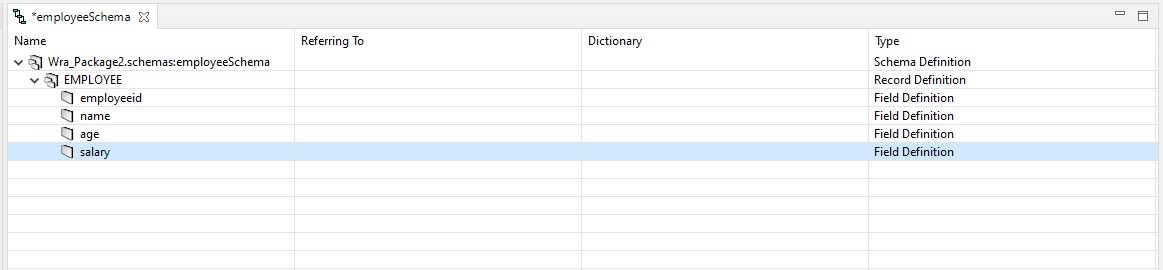 *employeeSchema
Name Referring To Dictionary Type
Wra_Package2.schemas:employeeSchema Schema Definition
EMPLOYEE Record Definition
employeeid Field Definition
name Field Definition
age Field Definition
salary Field Definition